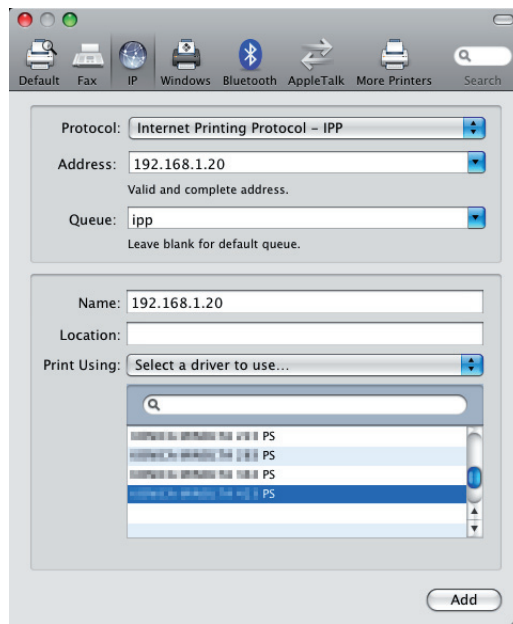 Default Fax IP Windows Bluetooth AppleTalk More Printers Search
Protocol: Internet Printing Protocol – IPP
Address: 192.168.1.20
Valid and complete address.
Queue: ipp
Leave blank for default queue.
Name: 192.168.1.20
Location:
Print Using: Select a driver to use...
PS
PS
PS
PS
Add